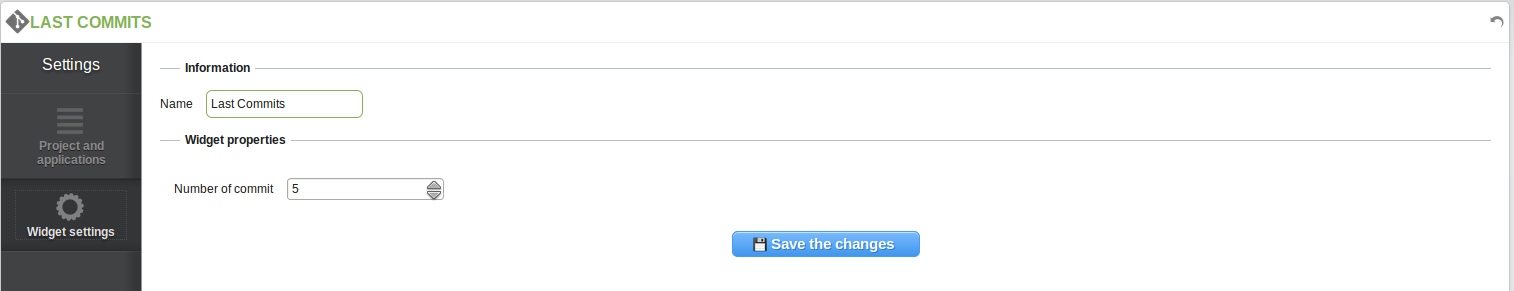 LAST COMMITS
Settings
Project and
applications
Widget settings
Information
Name Last Commits
Widget properties
Number of commit 5
Save the changes